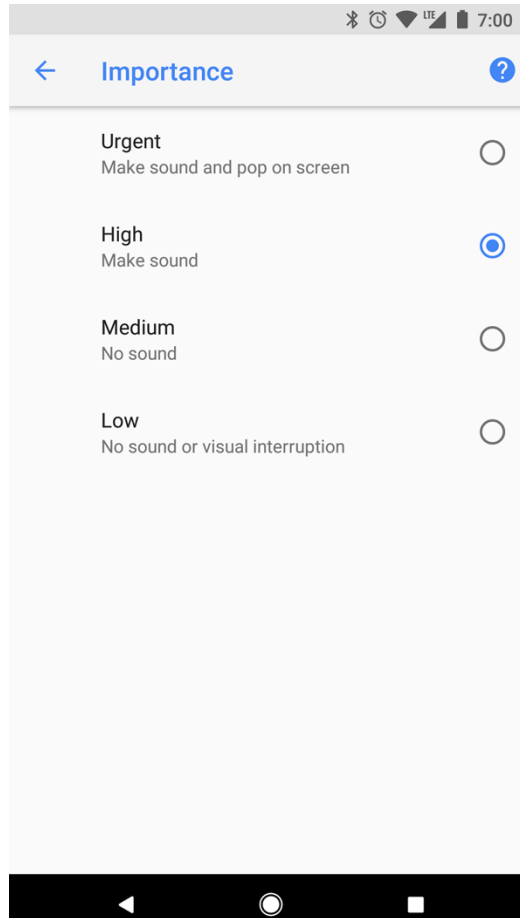 LTE 7:00
Importance ?
Urgent
Make sound and pop on screen
High
Make sound
Medium
No sound
Low
No sound or visual interruption